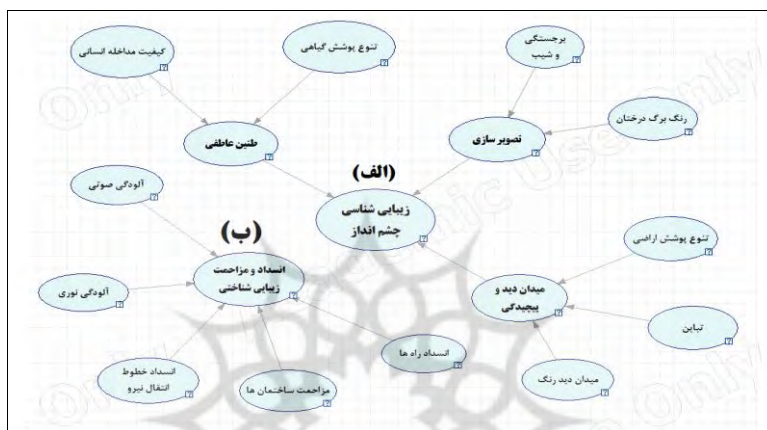 کیفیت مداخله انسانی
تنوع پوشش گیاهی
برجستگی
و شیب
رنگ برگ درختان
طنین عاطفی
تصویر سازی
(الف)
زیبایی شناسی
چشم انداز
آلودگی صوتی
(ب)
انسداد و مزاحمت
زیبایی شناختی
آلودگی نوری
انسداد خطوط
انتقال نیرو
مزاحمت ساختمان ها
انسداد راه ها
میدان دید و
پیچیدگی
تنوع پوشش اراضی
تباین
میدان دید رنگ